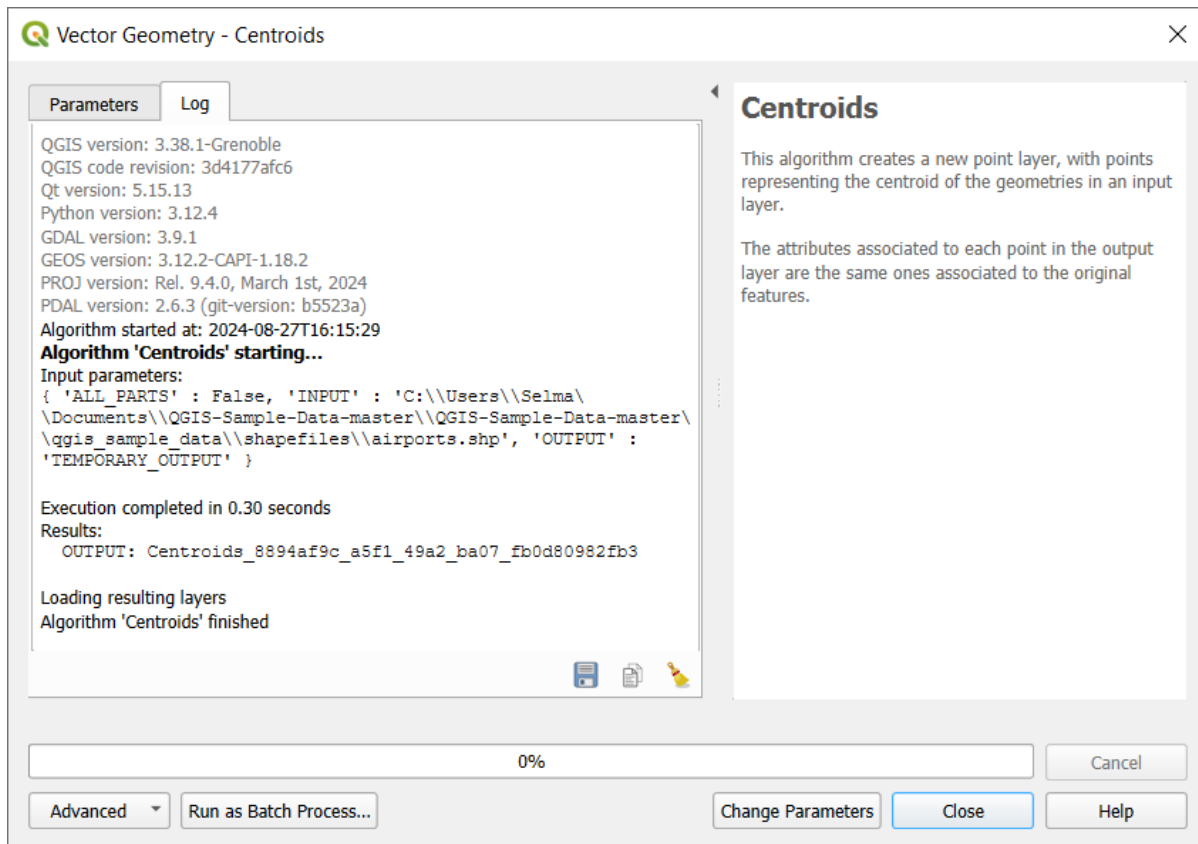 Vector Geometry - Centroids
Parameters
Log
QGIS version: 3.38.1-Grenoble
QGIS code revision: 3d4177afc6
Qt version: 5.15.13
Python version: 3.12.4
GDAL version: 3.9.1
GEOS version: 3.12.2-CAPI-1.18.2
PROJ version: Rel. 9.4.0, March 1st, 2024
PDAL version: 2.6.3 (git-version: b5523a)
Algorithm started at: 2024-08-27T16:15:29
Algorithm 'Centroids' starting...
Input parameters:
{ 'ALL_PARTS' : False, 'INPUT' : 'C:\\Users\\Selma\
\Documents\\QGIS-Sample-Data-master\\QGIS-Sample-Data-master\
\qgis_sample_data\\shapefiles\\airports.shp', 'OUTPUT' :
'TEMPORARY_OUTPUT' }
Execution completed in 0.30 seconds
Results:
OUTPUT: Centroids_8894af9c_a5f1_49a2_ba07_fb0d80982fb3
Loading resulting layers
Algorithm 'Centroids' finished
Centroids
This algorithm creates a new point layer, with points
representing the centroid of the geometries in an input
layer.
The attributes associated to each point in the output
layer are the same ones associated to the original
features.
0%
Cancel
Advanced
Run as Batch Process...
Change Parameters
Close
Help